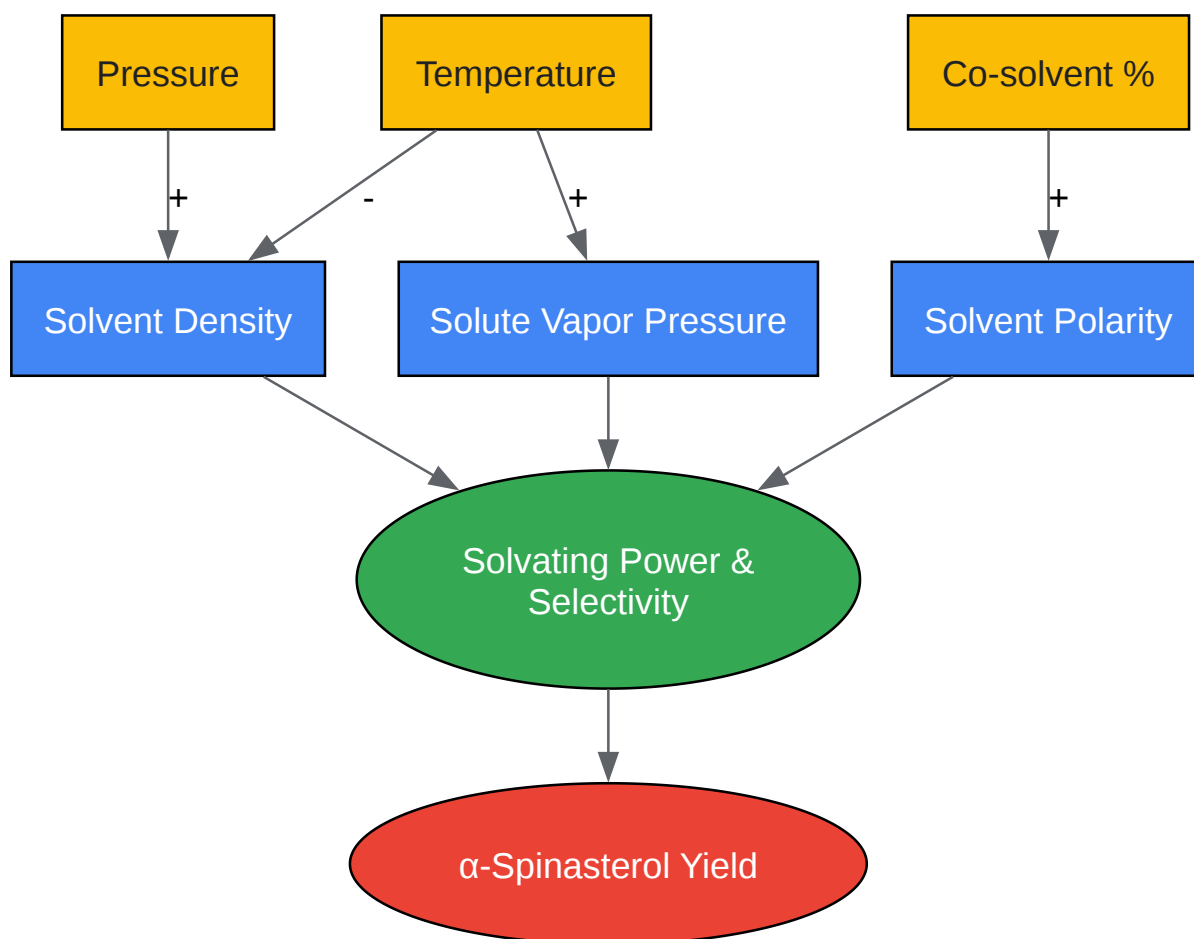 Pressure
Temperature
Co-solvent %
+
-
+
+
Solvent Density
Solute Vapor Pressure
Solvent Polarity
Solvating Power &
Selectivity
α-Spinasterol Yield